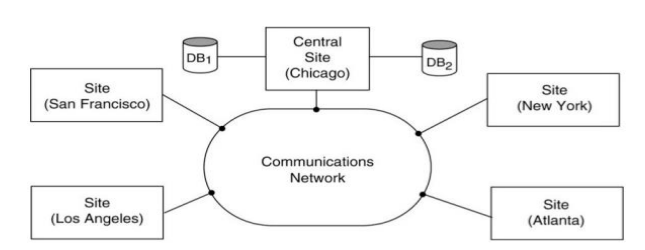 Central
Site
(Chicago)
DB1
DB2
Site
(San Francisco)
Site
(New York)
Communications
Network
Site
(Los Angeles)
Site
(Atlanta)